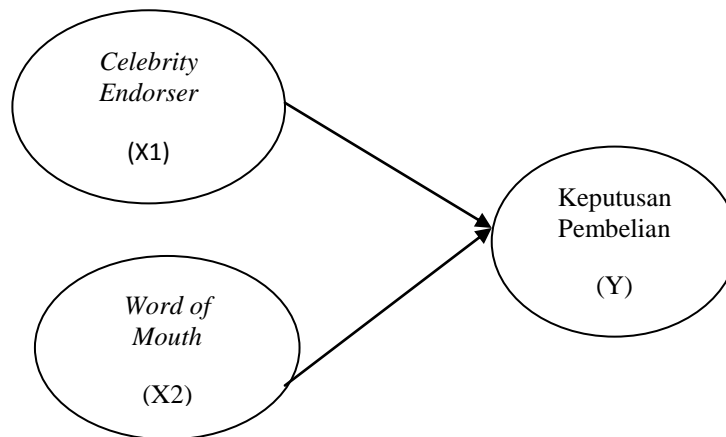 Celebrity
Endorser
(X1)
Keputusan
Pembelian
(Y)
Word of
Mouth
(X2)